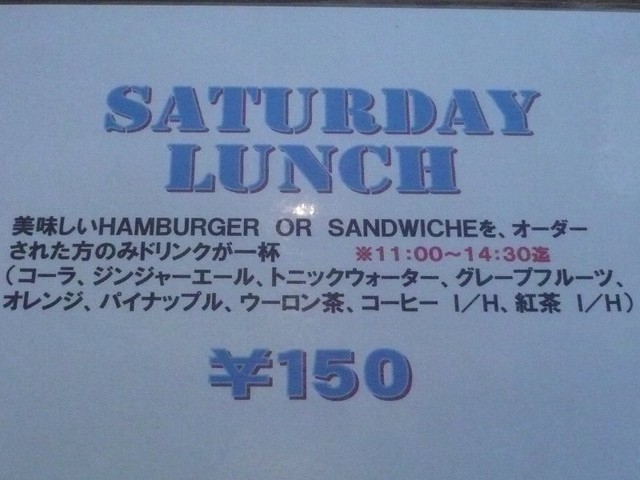 SATURDAY
LUNCH
美味しいHAMBURGER OR SANDWICHEを、オーダー
された方のみドリンクが一杯 ※11:00～14:30迄
（コーラ、ジンジャーエール、トニックウォーター、グレープフルーツ、
オレンジ、パイナップル、ウーロン茶、コーヒー I／H、紅茶 I／H）
¥150